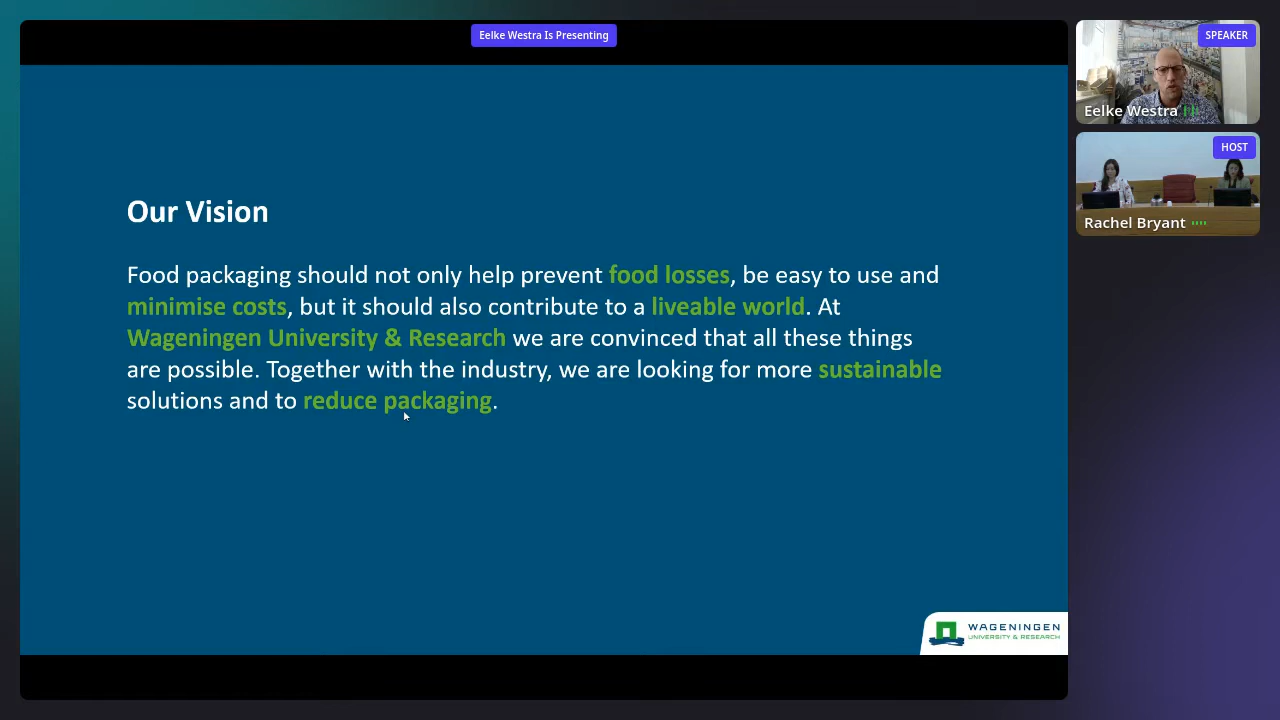 Eelke Westra Is Presenting
SPEAKER
Eelke Westra
HOST
Rachel Bryant
Our Vision
Food packaging should not only help prevent food losses, be easy to use and
minimise costs, but it should also contribute to a liveable world. At
Wageningen University & Research we are convinced that all these things
are possible. Together with the industry, we are looking for more sustainable
solutions and to reduce packaging.
WAGENINGEN
UNIVERSITY & RESEARCH